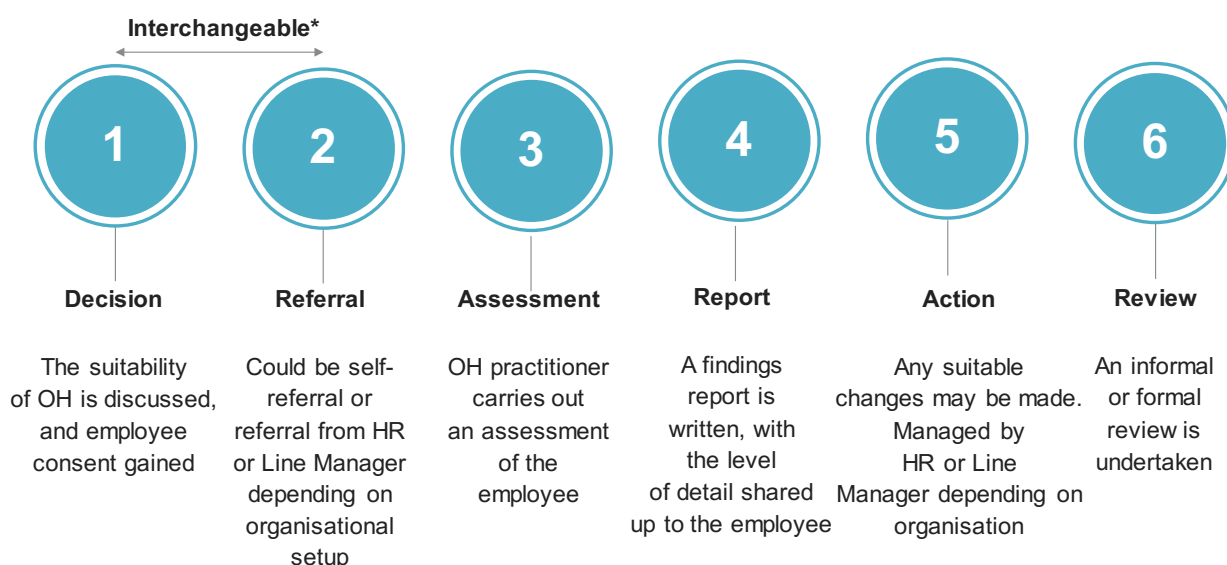 Interchangeable*
1
2
3
4
5
6
Decision
The suitability
of OH is discussed,
and employee
consent gained
Referral
Could be self-
referral or
referral from HR
or Line Manager
depending on
organisational
setup
Assessment
OH practitioner
carries out
an assessment
of the
employee
Report
A findings
report is
written, with
the level
of detail shared
up to the employee
Action
Any suitable
changes may be made.
Managed by
HR or Line
Manager depending on
organisation
Review
An informal
or formal
review is
undertaken